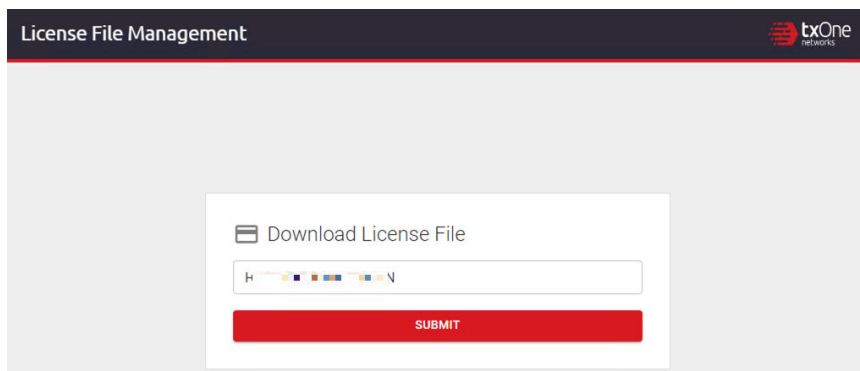 License File Management
txOne
networks
Download License File
SUBMIT